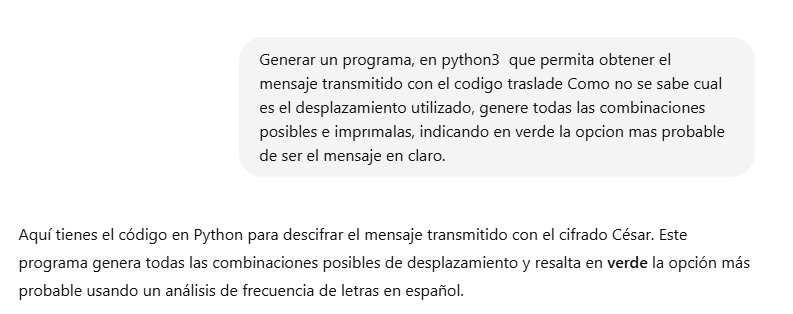 Generar un programa, en python3  que permita obtener el
mensaje transmitido con el codigo traslade Como no se sabe cual
es el desplazamiento utilizado, genere todas las combinaciones
posibles e imprımalas, indicando en verde la opcion mas probable
de ser el mensaje en claro.
Aquí tienes el código en Python para descifrar el mensaje transmitido con el cifrado César. Este
programa genera todas las combinaciones posibles de desplazamiento y resalta en verde la opción más
probable usando un análisis de frecuencia de letras en español.